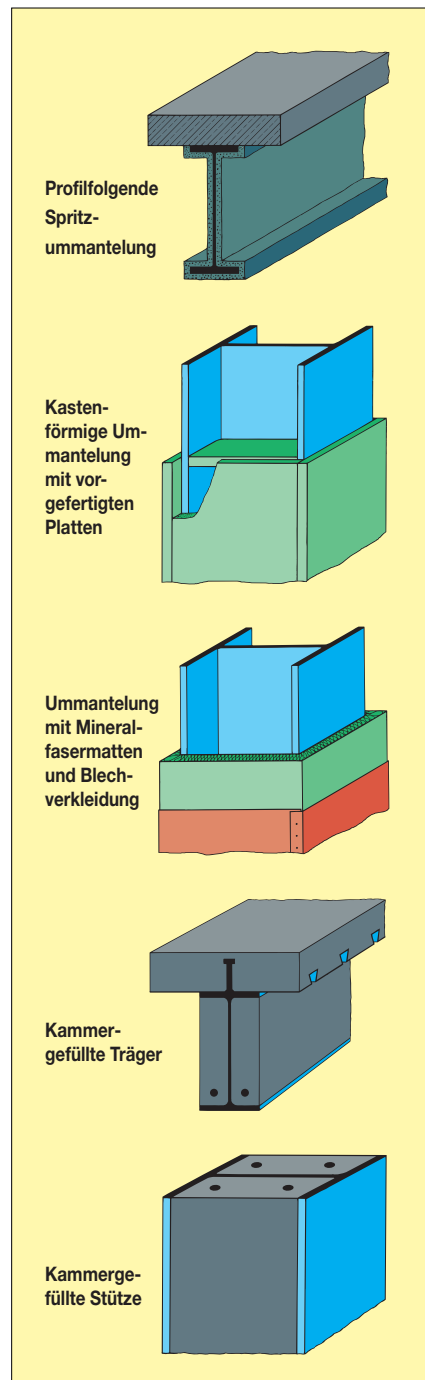 Profilfolgende
Spritz-
ummantelung
Kasten-
förmige Um-
mantelung
mit vor-
gefertigten
Platten
Ummantelung
mit Mineral-
fasermatten
und Blech-
verkleidung
Kammer-
gefüllte Träger
Kammerge-
füllte Stütze